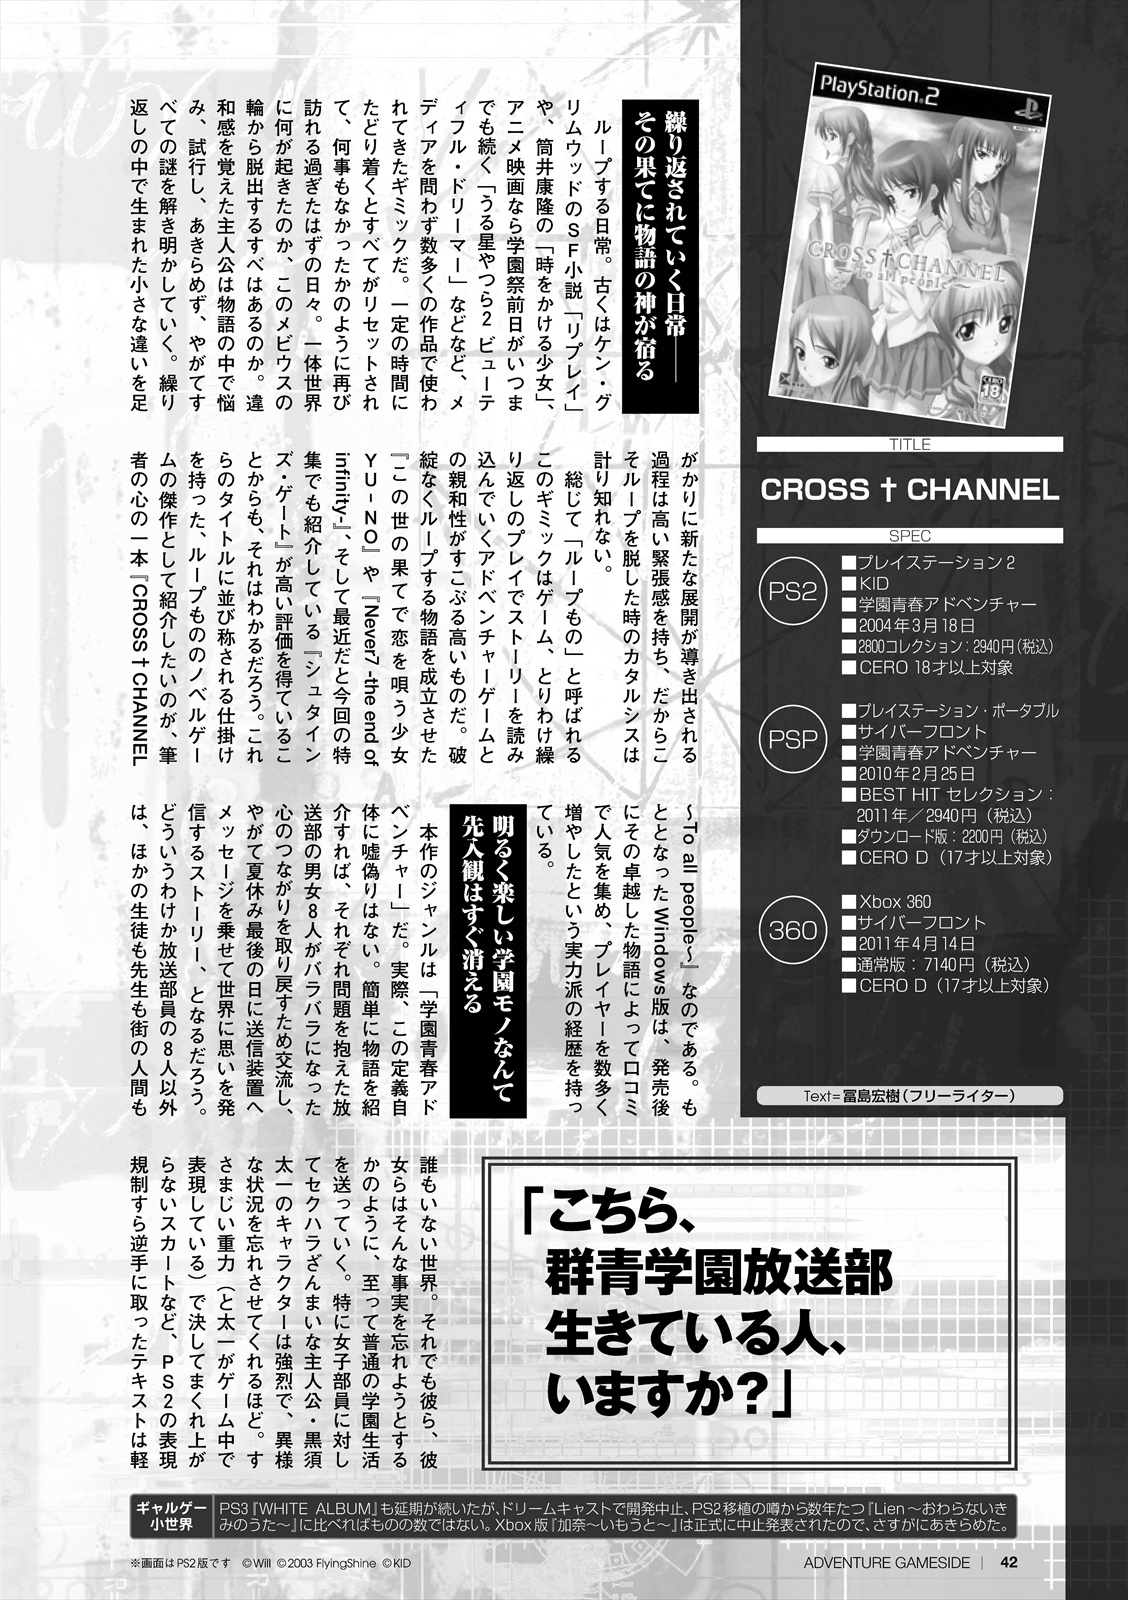 PlayStation.2
CROSS†CHANNEL
～To all people～
CERO
18
TITLE
CROSS † CHANNEL
SPEC
PS2
■プレイステーション2
■KID
■学園青春アドベンチャー
■2004年3月18日
■2800コレクション：2940円（税込）
■CERO 18才以上対象
PSP
■プレイステーション・ポータブル
■サイバーフロント
■学園青春アドベンチャー
■2010年2月25日
■BEST HIT セレクション：
2011年／2940円（税込）
■ダウンロード版：2200円（税込）
■CERO D（17才以上対象）
360
■Xbox 360
■サイバーフロント
■2011年4月14日
■通常版：7140円（税込）
■CERO D（17才以上対象）
Text=冨島宏樹（フリーライター）
繰り返されていく日常――
その果てに物語の神が宿る
ループする日常。古くはケン・グ
リムウッドのSF小説「リプレイ」
や、筒井康隆の「時をかける少女」、
アニメ映画なら学園祭前日がいつま
でも続く「うる星やつら2 ビューテ
ィフル・ドリーマー」などなど、メ
ディアを問わず数多くの作品で使わ
れてきたギミックだ。一定の時間に
たどり着くとすべてがリセットされ
て、何事もなかったかのように再び
訪れる過ぎたはずの日々。一体世界
に何が起きたのか、このメビウスの
輪から脱出するすべはあるのか。違
和感を覚えた主人公は物語の中で悩
み、試行し、あきらめず、やがてす
べての謎を解き明かしていく。繰り
返しの中で生まれた小さな違いを足
がかりに新たな展開が導き出される
過程は高い緊張感を持ち、だからこ
そループを脱した時のカタルシスは
計り知れない。
総じて「ループもの」と呼ばれる
このギミックはゲーム、とりわけ繰
り返しのプレイでストーリーを読み
込んでいくアドベンチャーゲームと
の親和性がすこぶる高いものだ。破
綻なくループする物語を成立させた
『この世の果てで恋を唄う少女
YU-NO』や『Never7 -the end of
infinity-』、そして最近だと今回の特
集でも紹介している『シュタイン
ズ・ゲート』が高い評価を得ているこ
とからも、それはわかるだろう。これ
らのタイトルに並び称される仕掛け
を持った、ループもののノベルゲー
ムの傑作として紹介したいのが、筆
者の心の一本『CROSS†CHANNEL
～To all people～』なのである。も
ととなったWindows版は、発売後
にその卓越した物語によって口コミ
で人気を集め、プレイヤーを数多く
増やしたという実力派の経歴を持っ
ている。
明るく楽しい学園モノなんて
先入観はすぐ消える
本作のジャンルは「学園青春アド
ベンチャー」だ。実際、この定義自
体に嘘偽りはない。簡単に物語を紹
介すれば、それぞれ問題を抱えた放
送部の男女8人がバラバラになった
心のつながりを取り戻すため交流し、
やがて夏休み最後の日に送信装置へ
メッセージを乗せて世界に思いを発
信するストーリー、となるだろう。
どういうわけか放送部員の8人以外
は、ほかの生徒も先生も街の人間も
誰もいない世界。それでも彼ら、彼
女らはそんな事実を忘れようとする
かのように、至って普通の学園生活
を送っていく。特に女子部員に対し
てセクハラざんまいな主人公・黒須
太一のキャラクターは強烈で、異様
な状況を忘れさせてくれるほど。す
さまじい重力（と太一がゲーム中で
表現している）で決してまくれ上が
らないスカートなど、PS2の表現
規制すら逆手に取ったテキストは軽
「こちら、
群青学園放送部
生きている人、
いますか？」
ギャルゲー
小世界
PS3『WHITE ALBUM』も延期が続いたが、ドリームキャストで開発中止、PS2移植の噂から数年たつ『Lien～おわらないき
みのうた～』に比べればものの数ではない。Xbox版『加奈～いもうと～』は正式に中止発表されたので、さすがにあきらめた。
※画面はPS2版です ©Will ©2003 FlyingShine ©KID
ADVENTURE GAMESIDE | 42